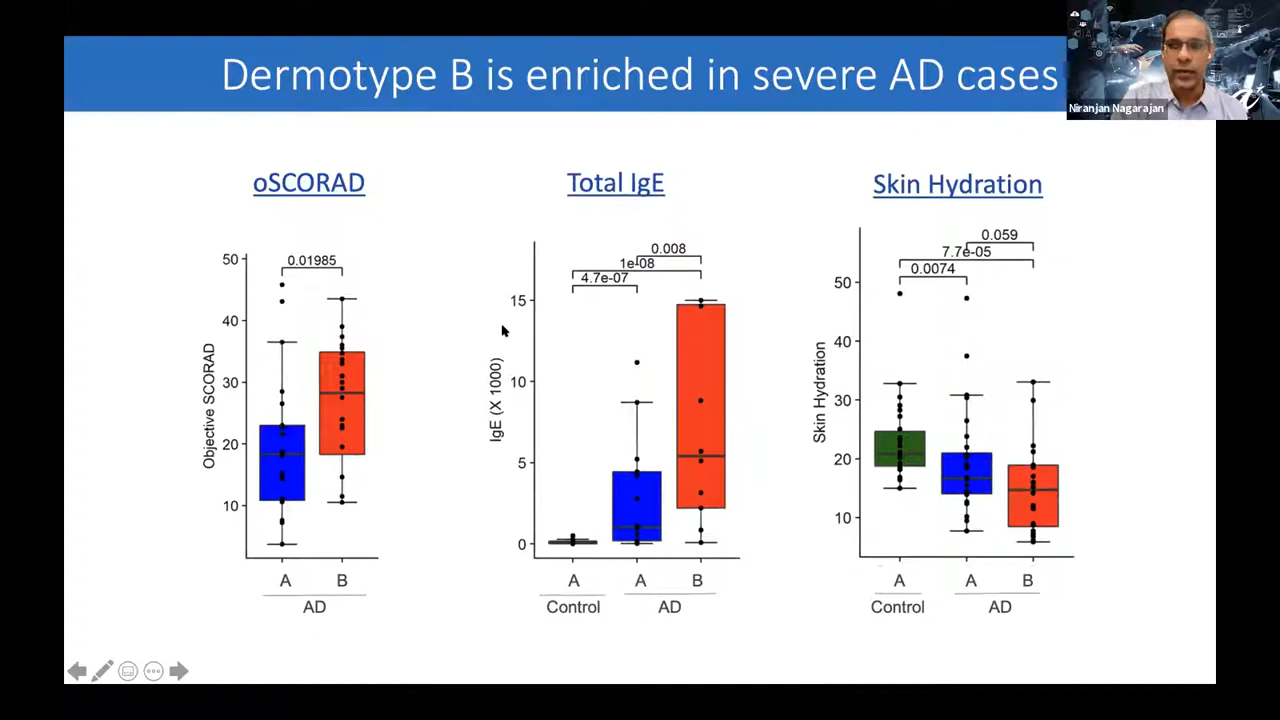 Dermotype B is enriched in severe AD cases
Niranjan Nagarajan
oSCORAD
Total IgE
Skin Hydration
0.01985
50
40
30
20
10
Objective SCORAD
A B
AD
0.008
1e-08
4.7e-07
15
10
5
0
IgE (X 1000)
A A B
Control AD
0.059
7.7e-05
0.0074
50
40
30
20
10
Skin Hydration
A A B
Control AD